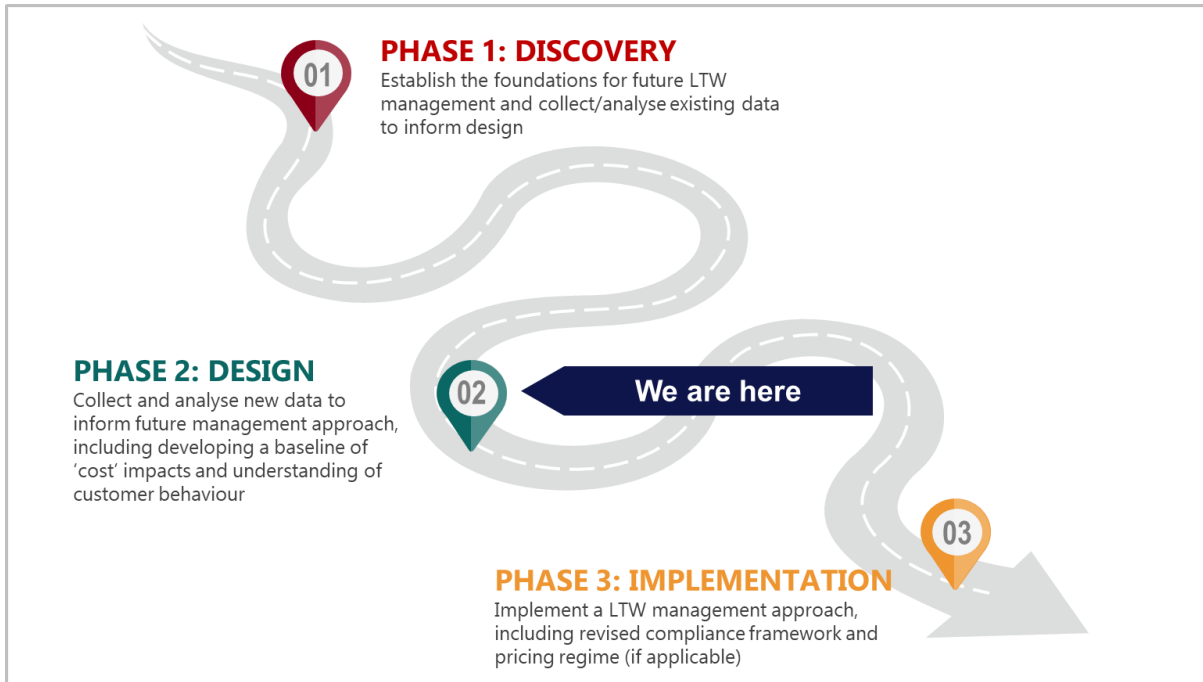 01
PHASE 1: DISCOVERY
Establish the foundations for future LTW
management and collect/analyse existing data
to inform design
PHASE 2: DESIGN
Collect and analyse new data to
inform future management approach,
including developing a baseline of
‘cost’ impacts and understanding of
customer behaviour
02
We are here
03
PHASE 3: IMPLEMENTATION
Implement a LTW management approach,
including revised compliance framework and
pricing regime (if applicable)